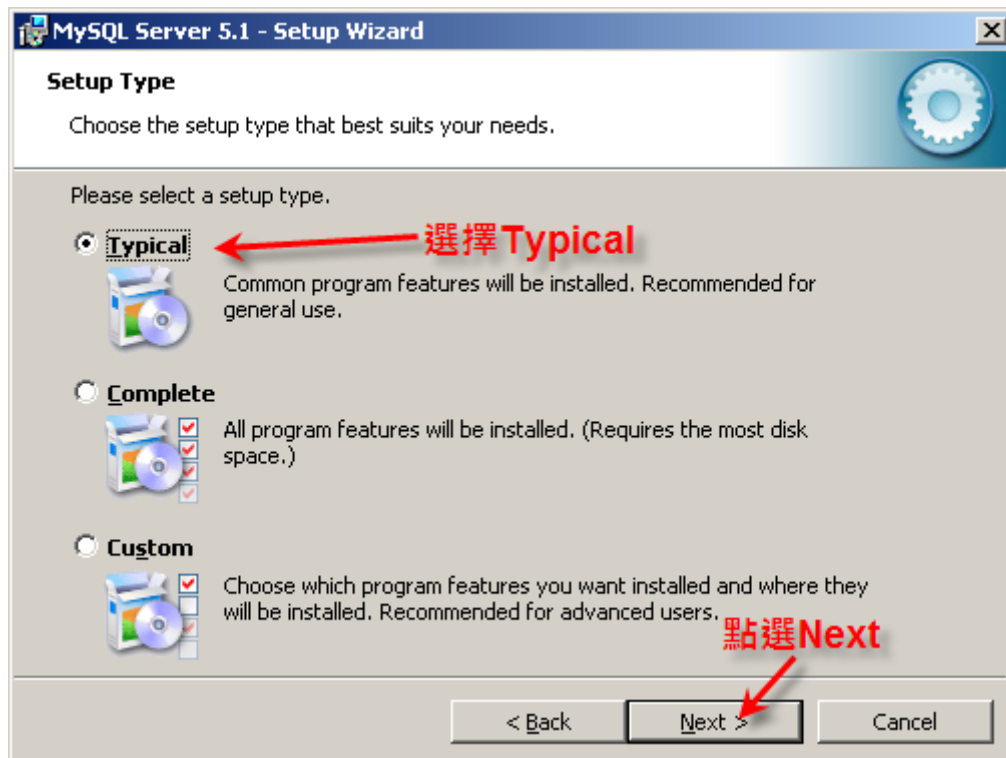 MySQL Server 5.1 - Setup Wizard
Setup Type
Choose the setup type that best suits your needs.
Please select a setup type.
Typical
選擇Typical
Common program features will be installed. Recommended for
general use.
Complete
All program features will be installed. (Requires the most disk
space.)
Custom
Choose which program features you want installed and where they
will be installed. Recommended for advanced users.
點選Next
< Back
Next >
Cancel